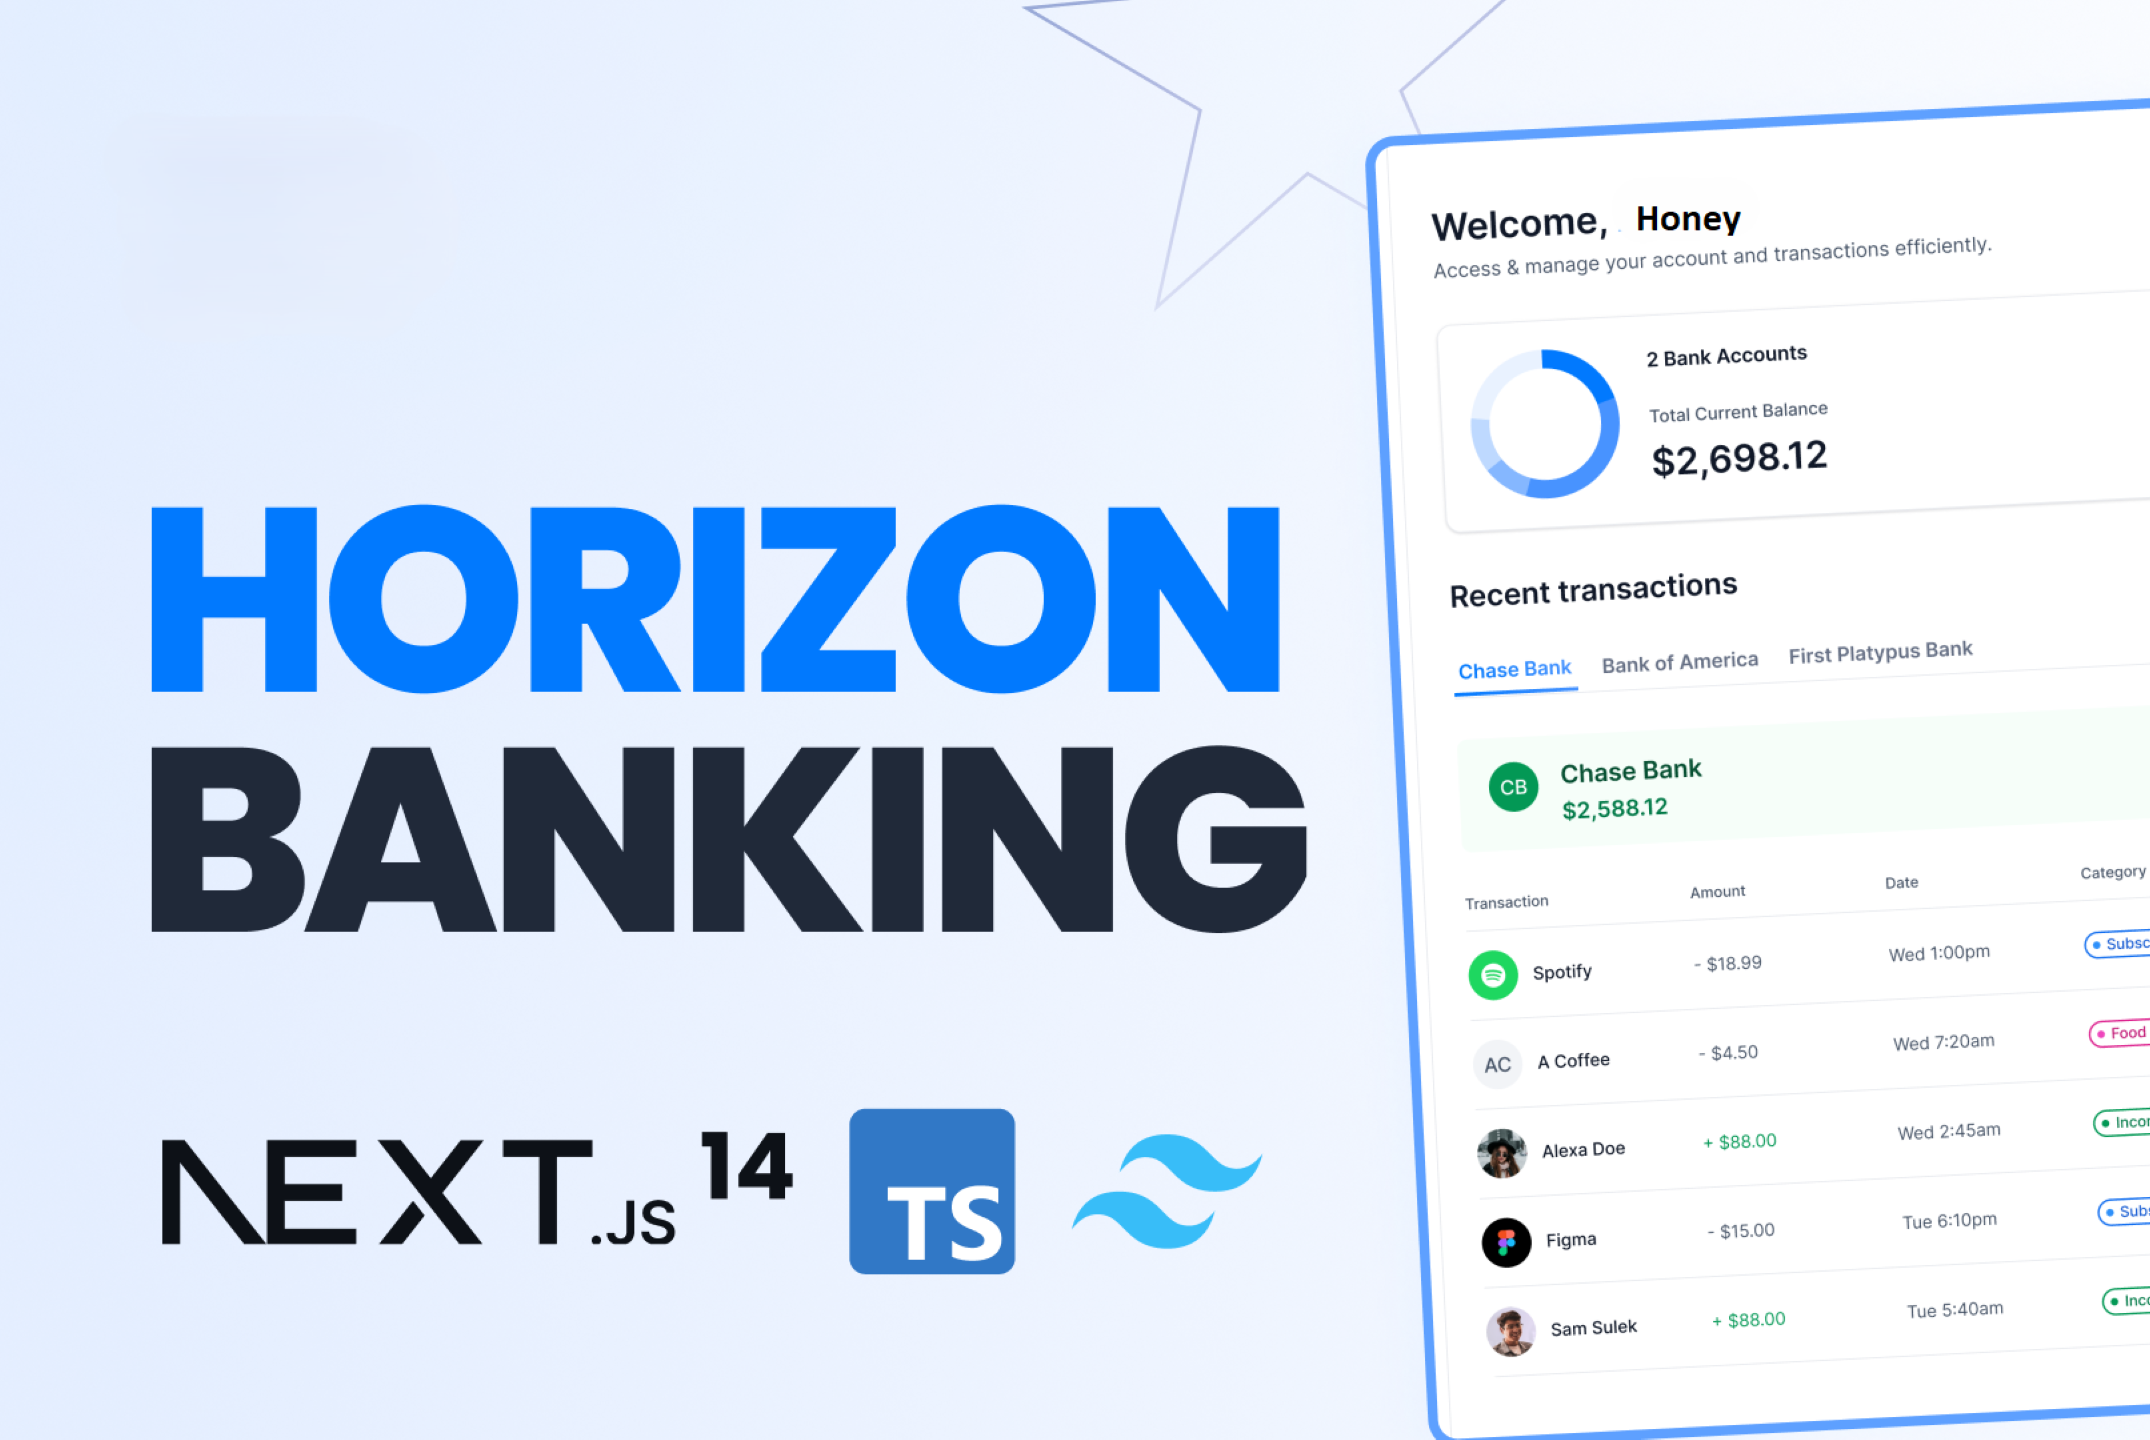 HORIZON
BANKING
NEXT.JS 14
TS
Welcome, Honey
Access & manage your account and transactions efficiently.
2 Bank Accounts
Total Current Balance
$2,698.12
Recent transactions
Chase Bank Bank of America First Platypus Bank
CB Chase Bank
$2,588.12
Transaction Amount Date Category
Spotify - $18.99 Wed 1:00pm Subsc
AC A Coffee - $4.50 Wed 7:20am Food
Alexa Doe + $88.00 Wed 2:45am Incor
Figma - $15.00 Tue 6:10pm Subs
Sam Sulek + $88.00 Tue 5:40am Inco